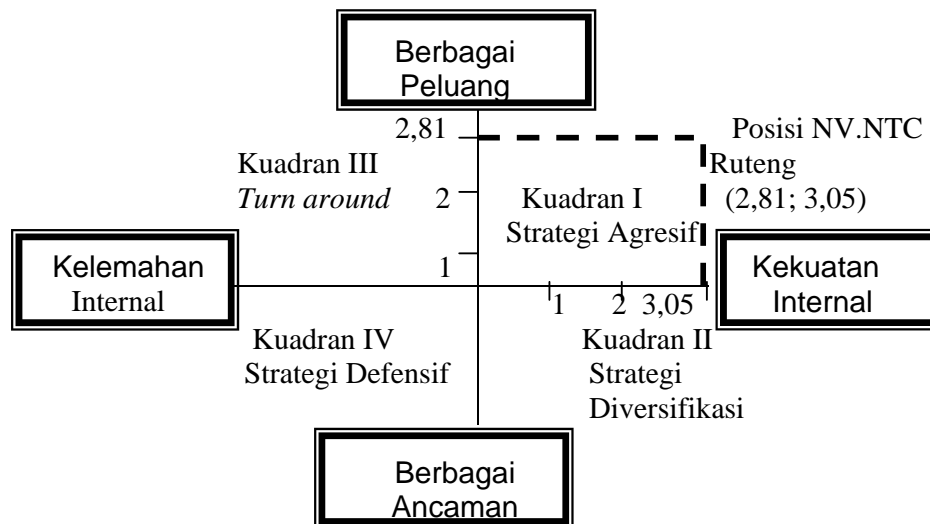 Berbagai
Peluang
2,81
Posisi NV.NTC
Kuadran III
Ruteng
Turn around
2
Kuadran I
(2,81; 3,05)
Strategi Agresif
1
Kelemahan
Internal
Kekuatan
Internal
1
2
3,05
Kuadran IV
Strategi Defensif
Kuadran II
Strategi
Diversifikasi
Berbagai
Ancaman